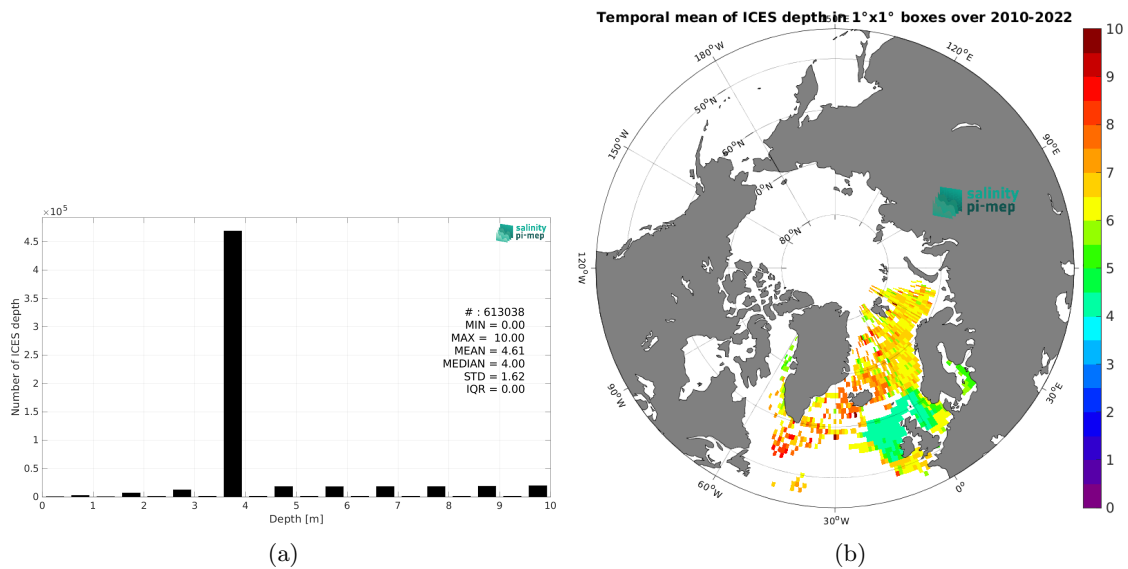 ×10⁵
4.5
4
3.5
3
2.5
2
1.5
1
0.5
0
Number of ICES depth
salinity
pi-mep
# : 613038
MIN = 0.00
MAX = 10.00
MEAN = 4.61
MEDIAN = 4.00
STD = 1.62
IQR = 0.00
0 1 2 3 4 5 6 7 8 9 10
Depth [m]
(a)
Temporal mean of ICES depth in 1°x1° boxes over 2010-2022
180°W
120°E
150°W
90°E
120°W
90°W
30°E
60°W
0°
30°W
50°N
60°N
80°N
salinity
pi-mep
10
9
8
7
6
5
4
3
2
1
0
(b)